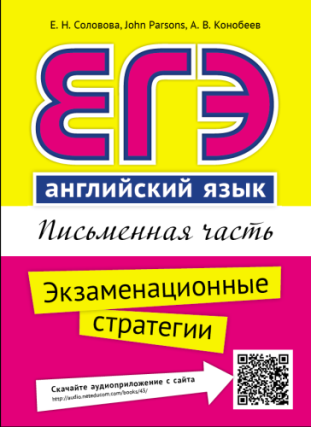 Е. Н. Соловова, John Parsons, А. В. Конобеев
ЕГЭ
английский язык
Письменная часть
Экзаменационные
стратегии
Скачайте аудиоприложение с сайта
http://audio.noteducom.com/books/43/